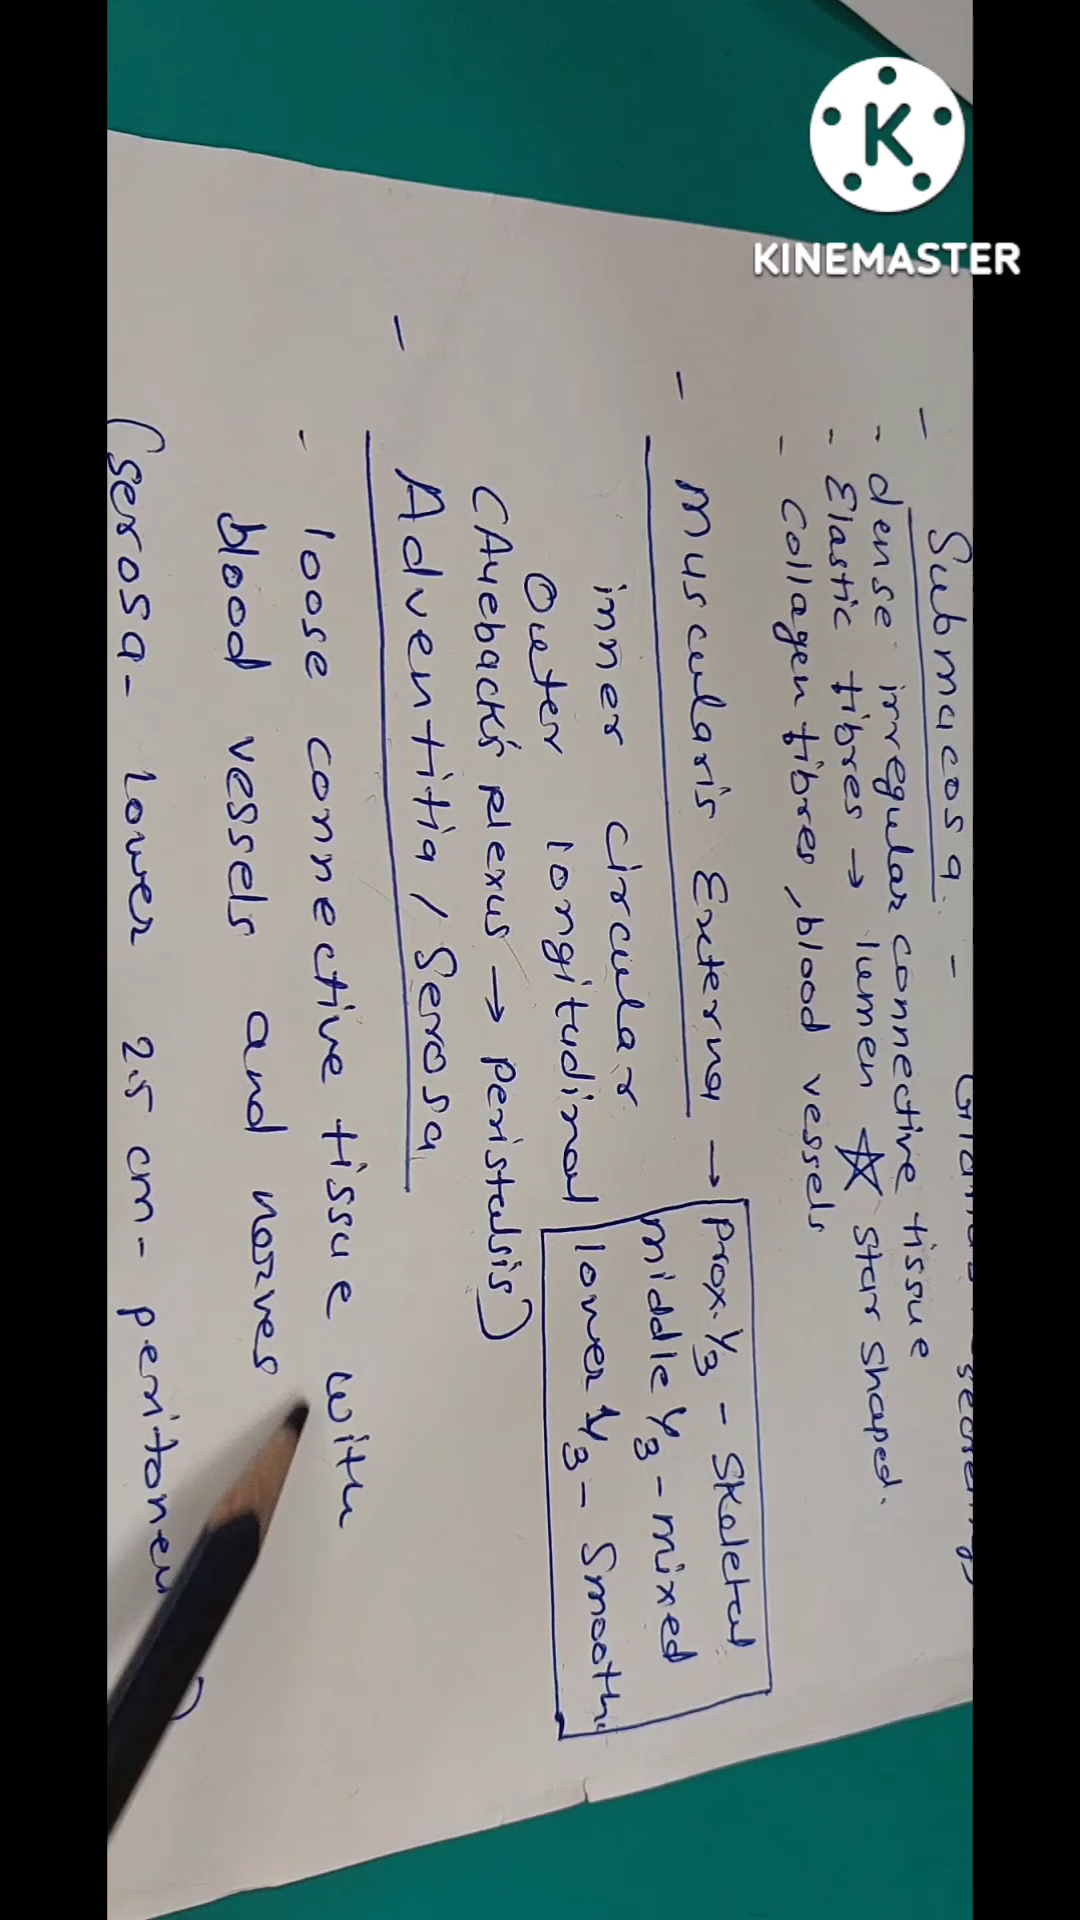 K
KINEMASTER
- Submucosa. -
- dense irregular connective tissue
- Elastic fibres → lumen ☆ star shaped.
- collagen fibres, blood vessels
- Muscularis Externa → Prox. 1/3 - Skeletal
inner circular middle 1/3 - mixed
Outer longitudinal lower 1/3 - Smooth.
(Aueback's plexus → peristalsis)
- Adventitia / Serosa
- loose connective tissue with
blood vessels and nerves
(serosa - lower 2.5 cm -